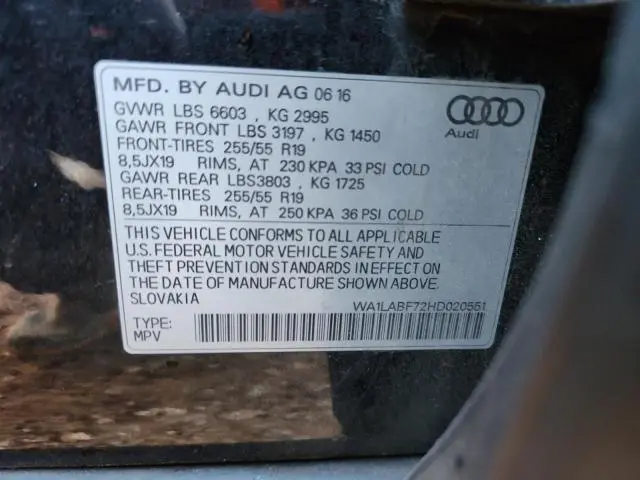 MFD. BY AUDI AG 06 16
GVWR LBS 6603 , KG 2995
GAWR FRONT LBS 3197 , KG 1450
FRONT-TIRES 255/55 R19
8,5JX19 RIMS, AT 230 KPA 33 PSI COLD
GAWR REAR LBS3803 , KG 1725
REAR-TIRES 255/55 R19
8,5JX19 RIMS, AT 250 KPA 36 PSI COLD
Audi
THIS VEHICLE CONFORMS TO ALL APPLICABLE
U.S. FEDERAL MOTOR VEHICLE SAFETY AND
THEFT PREVENTION STANDARDS IN EFFECT ON
THE DATE OF MANUFACTURE SHOWN ABOVE.
SLOVAKIA
WA1LABF72HD020551
TYPE:
MPV